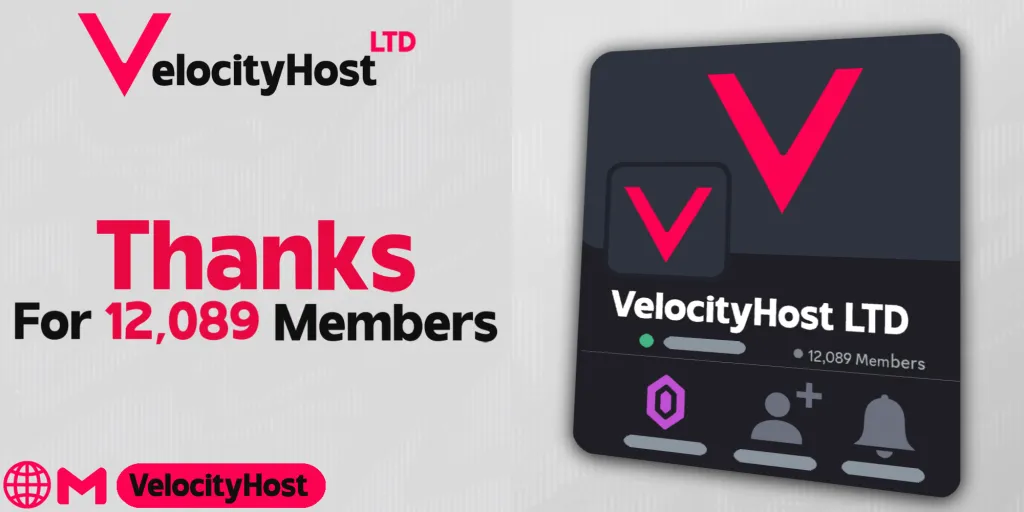 VelocityHost LTD
Thanks
For 12,089 Members
VelocityHost
VelocityHost LTD
12,089 Members